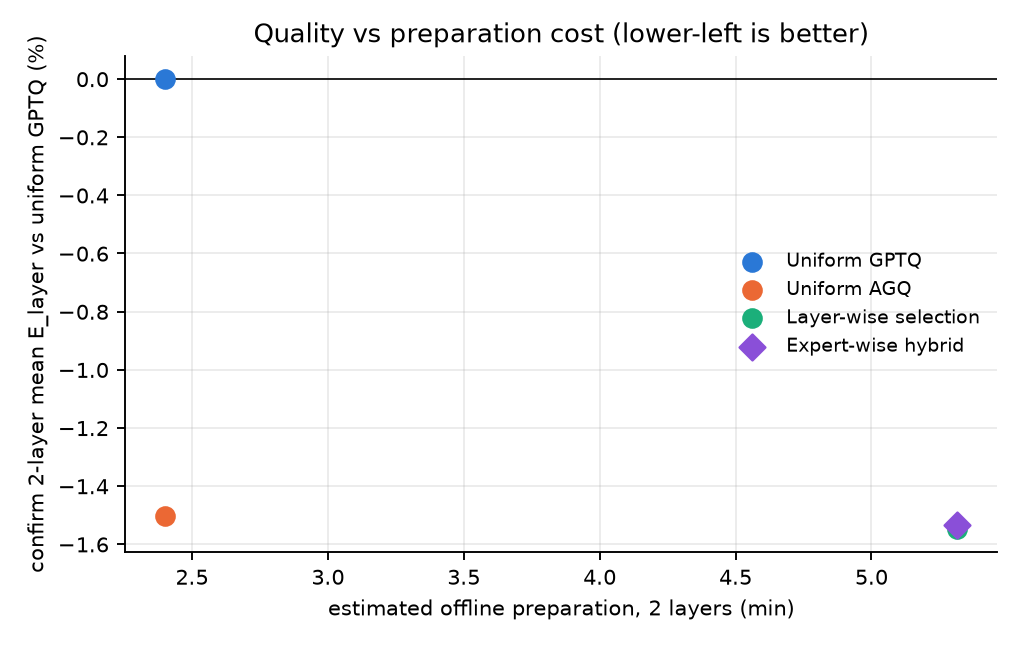 Quality vs preparation cost (lower-left is better)
confirm 2-layer mean E_layer vs uniform GPTQ (%)
0.0
−0.2
−0.4
−0.6
−0.8
−1.0
−1.2
−1.4
−1.6
Uniform GPTQ
Uniform AGQ
Layer-wise selection
Expert-wise hybrid
2.5 3.0 3.5 4.0 4.5 5.0
estimated offline preparation, 2 layers (min)